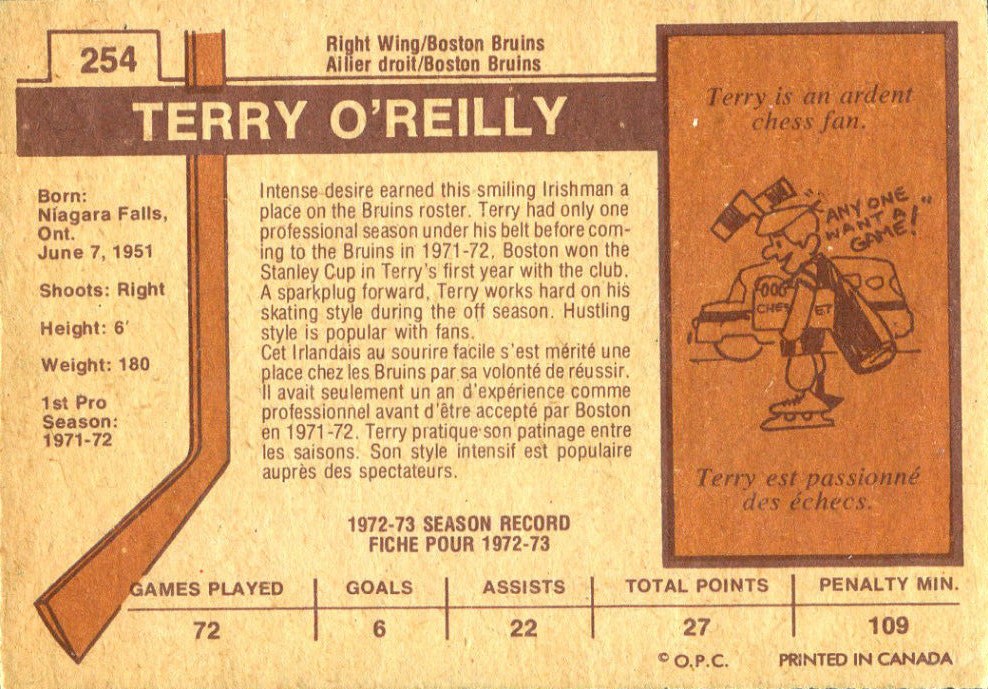 254
Right Wing/Boston Bruins
Ailier droit/Boston Bruins
TERRY O'REILLY
Born:
Niagara Falls,
Ont.
June 7, 1951
Shoots: Right
Height: 6'
Weight: 180
1st Pro
Season:
1971-72
Intense desire earned this smiling Irishman a
place on the Bruins roster. Terry had only one
professional season under his belt before com-
ing to the Bruins in 1971-72. Boston won the
Stanley Cup in Terry's first year with the club.
A sparkplug forward, Terry works hard on his
skating style during the off season. Hustling
style is popular with fans.
Cet Irlandais au sourire facile s'est mérité une
place chez les Bruins par sa volonté de réussir.
Il avait seulement un an d'expérience comme
professionnel avant d'être accepté par Boston
en 1971-72. Terry pratique son patinage entre
les saisons. Son style intensif est populaire
auprès des spectateurs.
Terry is an ardent
chess fan.
"ANYONE
WANT A
GAME!"
CHES ET
Terry est passionné
des échecs.
1972-73 SEASON RECORD
FICHE POUR 1972-73
GAMES PLAYED GOALS ASSISTS TOTAL POINTS PENALTY MIN.
72 6 22 27 109
© O.P.C. PRINTED IN CANADA